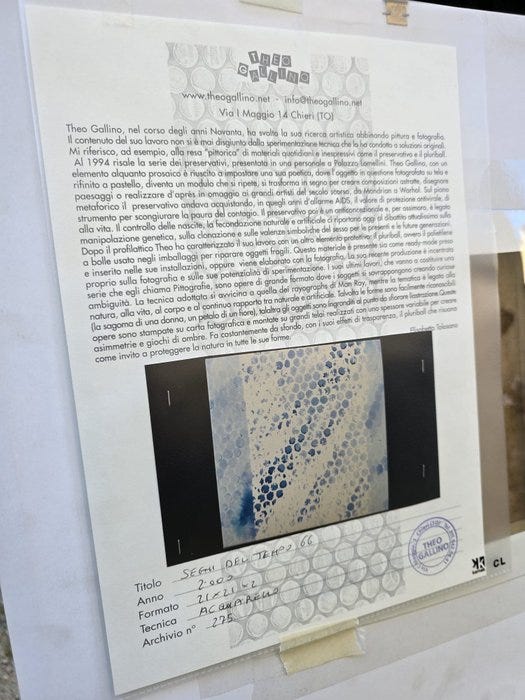 THEO
GALLINO
www.theogallino.net - info@theogallino.net
Via I Maggio 14 Chieri (TO)
Theo Gallino, nel corso degli anni Novanta, ha svolto la sua ricerca artistica abbinando pittura e fotografia.
Il contenuto del suo lavoro non si è mai disgiunto dalla sperimentazione tecnica che lo ha condotto a soluzioni originali.
Mi riferisco, ad esempio, alla resa "pittorica" di materiali quotidiani e inespressivi come il preservativo e il pluriball.
Al 1994 risale la serie dei preservativi, presentata in una personale a Palazzo Lomellini. Theo Gallino, con un
elemento alquanto prosaico è riuscito a impostare una sua poetica, dove l'oggetto in questione fotografato su tela e
rifinito a pastello, diventa un modulo che si ripete, si trasforma in segno per creare composizioni astratte, disegnare
paesaggi o realizzare d'après in omaggio ai grandi artisti del secolo scorso, da Mondrian a Warhol. Sul piano
metaforico il preservativo andava acquistando, in quegli anni d'allarme AIDS, il valore di protezione antivirale, di
strumento per scongiurare la paura del contagio. Il preservativo poi è un anticoncezionale e, per ossimoro, è legato
alla vita. Il controllo delle nascite, la fecondazione naturale e artificiale ci riportano oggi al dibattito attualissimo sulla
manipolazione genetica, sulla clonazione e sulle valenze simboliche del sesso per le presenti e le future generazioni.
Dopo il profilattico Theo ha caratterizzato il suo lavoro con un altro elemento protettivo; il pluriball, ovvero il polietilene
a bolle usato negli imballaggi per riparare oggetti fragili. Questo materiale è presente sia come ready-made preso
e inserito nelle sue installazioni, oppure viene elaborato con la fotografia. La sua recente produzione è incentrata
proprio sulla fotografia e sulle sue potenzialità di sperimentazione. I suoi ultimi lavori, che vanno a costituire una
serie che egli chiama Pittografie, sono opere di grande formato dove i soggetti si sovrappongono creando curiose
ambiguità. La tecnica adottata si avvicina a quella dei rayographs di Man Ray, mentre la tematica è legata alla
natura, alla vita, al corpo e al continuo rapporto tra naturale e artificiale. Talvolta le forme sono facilmente riconoscibili
(la sagoma di una donna, un petalo di un fiore), talaltra gli oggetti sono ingranditi al punto da sfiorare l'astrazione. Queste
opere sono stampate su carta fotografica e montate su grandi telai realizzati con uno spessore variabile per creare
asimmetrie e giochi di ombre. Fa costantemente da sfondo, con i suoi effetti di trasparenza, il pluriball che risuona
come invito a proteggere la natura in tutte le sue forme.
Elisabetta Tolosano
Titolo SEGNI DEL TEMPO 66
Anno 2.000
Formato 21x21x2
Tecnica ACQUARELLO
Archivio n° 275
THEO
GALLINO
CL